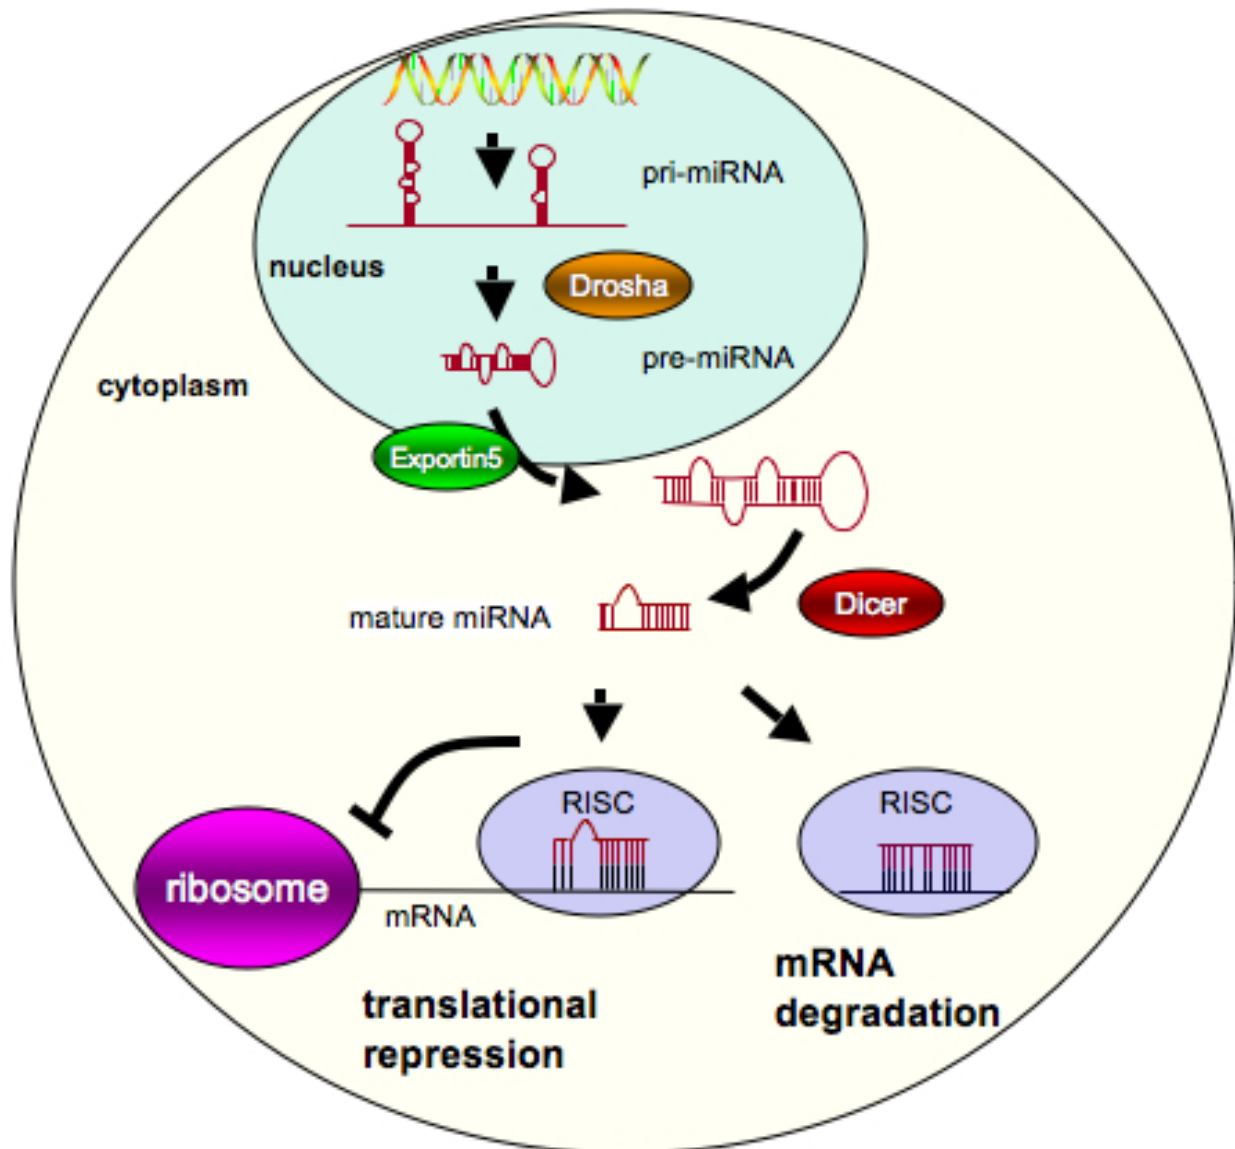 pri-miRNA
nucleus
Drosha
pre-miRNA
cytoplasm
Exportin5
Dicer
mature miRNA
RISC
RISC
ribosome
mRNA
mRNA
degradation
translational
repression